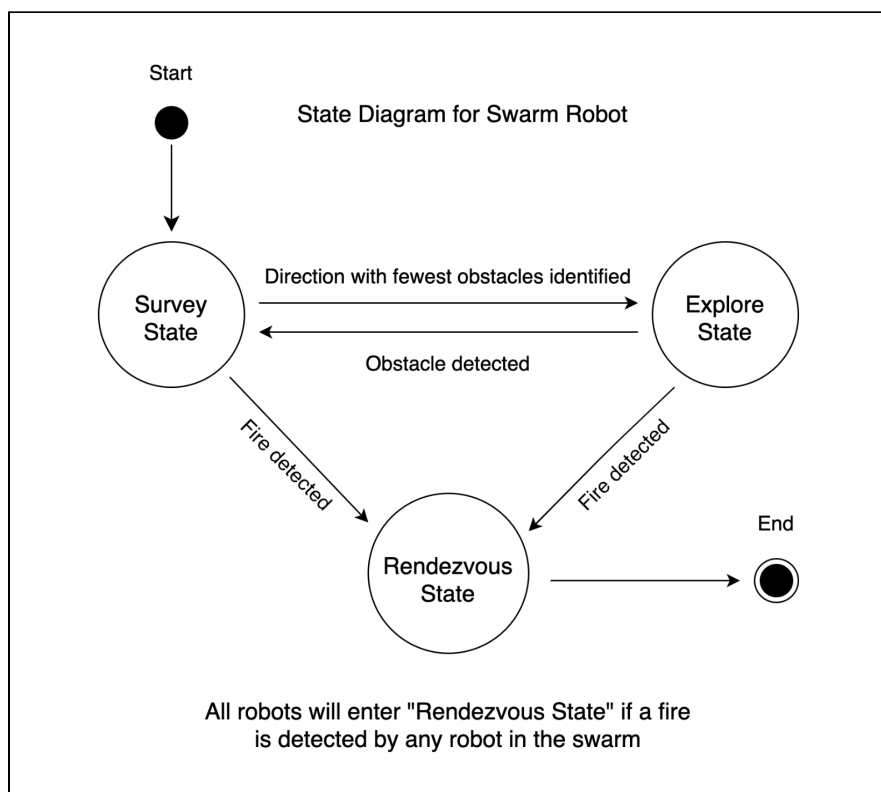 Start
State Diagram for Swarm Robot
Survey
State
Direction with fewest obstacles identified
Explore
State
Obstacle detected
Fire detected
Fire detected
Rendezvous
State
End
All robots will enter "Rendezvous State" if a fire
is detected by any robot in the swarm